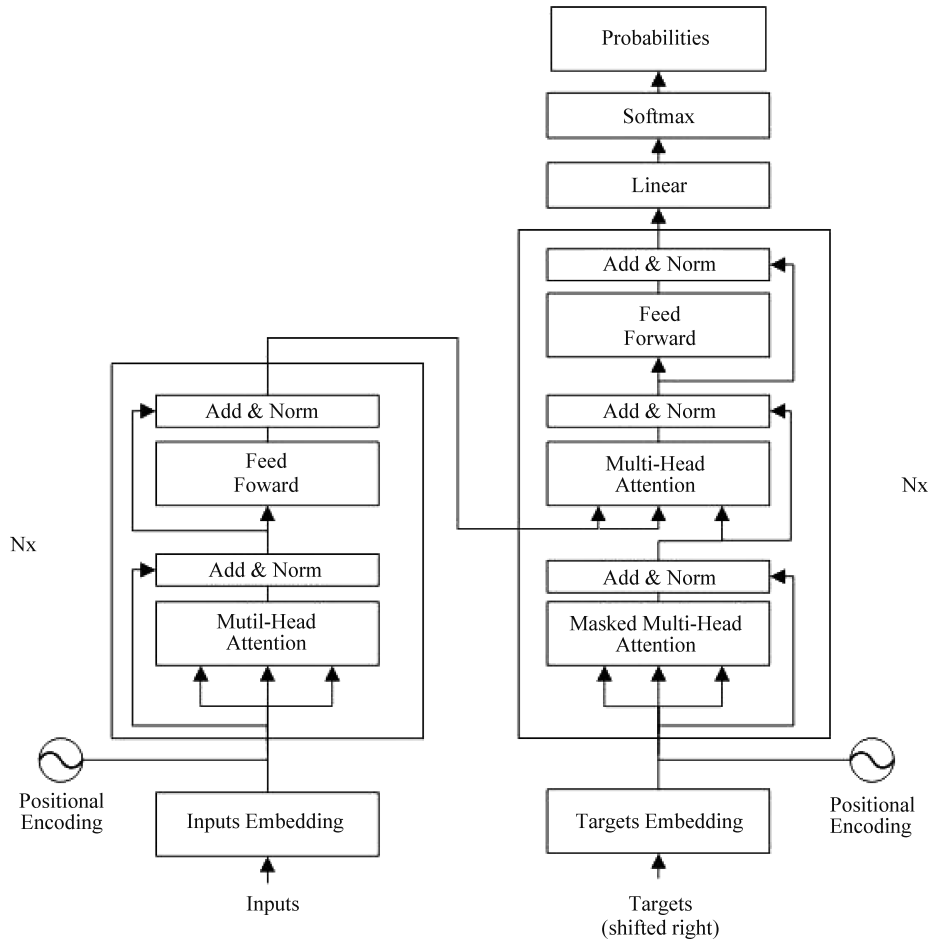 Probabilities
Softmax
Linear
Add & Norm
Feed
Forward
Add & Norm
Multi-Head
Attention
Add & Norm
Masked Multi-Head
Attention
Nx
Add & Norm
Feed
Foward
Add & Norm
Mutil-Head
Attention
Nx
Positional
Encoding
Inputs Embedding
Inputs
Targets Embedding
Targets
(shifted right)
Positional
Encoding